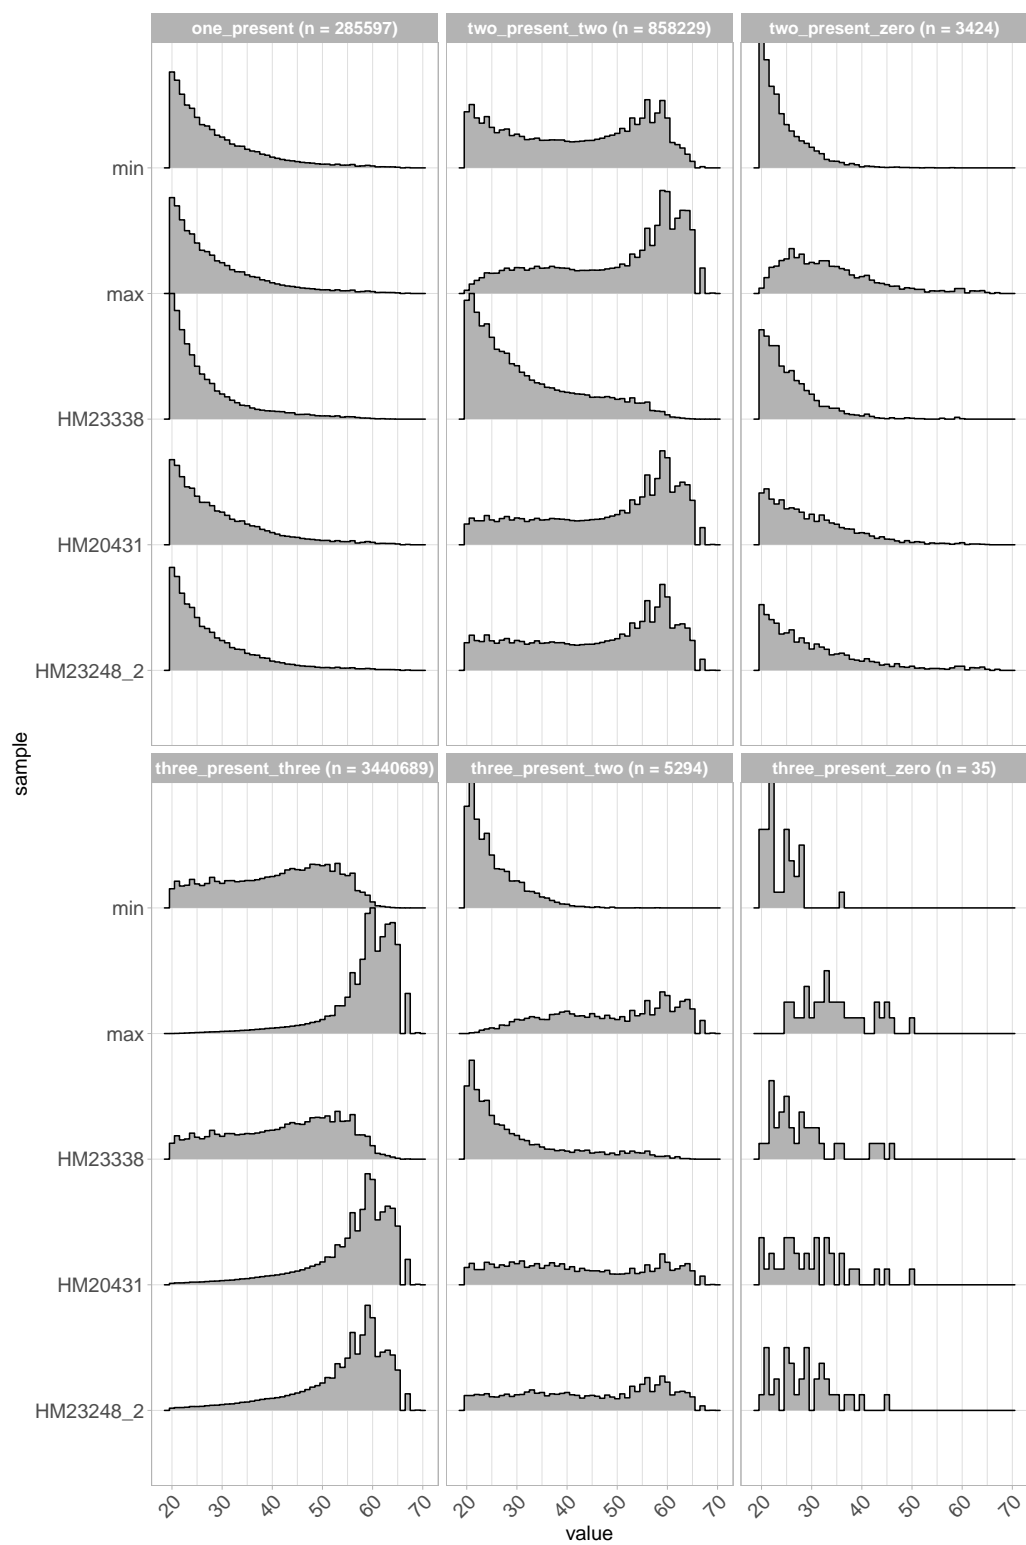 one_present (n = 285597)
two_present_two (n = 858229)
two_present_zero (n = 3424)
min
max
HM23338
HM20431
HM23248_2
sample
three_present_three (n = 3440689)
three_present_two (n = 5294)
three_present_zero (n = 35)
min
max
HM23338
HM20431
HM23248_2
20 30 40 50 60 70
20 30 40 50 60 70
20 30 40 50 60 70
value